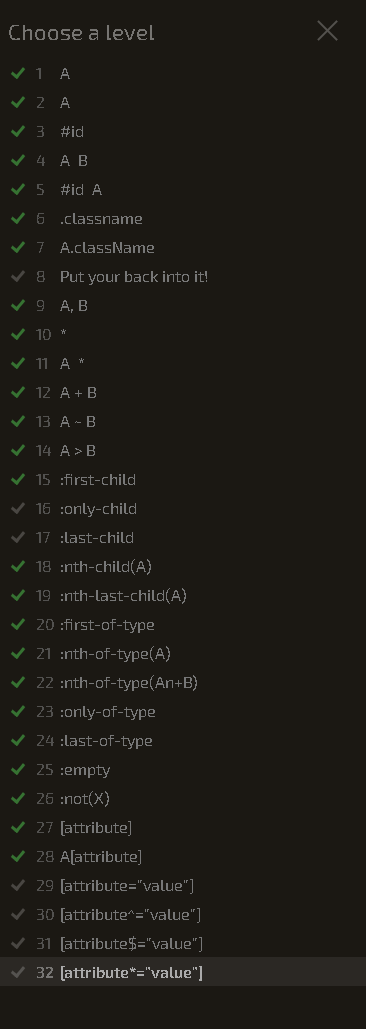 Choose a level
1 A
2 A
3 #id
4 A  B
5 #id  A
6 .classname
7 A.className
8 Put your back into it!
9 A, B
10 *
11 A  *
12 A + B
13 A ~ B
14 A > B
15 :first-child
16 :only-child
17 :last-child
18 :nth-child(A)
19 :nth-last-child(A)
20 :first-of-type
21 :nth-of-type(A)
22 :nth-of-type(An+B)
23 :only-of-type
24 :last-of-type
25 :empty
26 :not(X)
27 [attribute]
28 A[attribute]
29 [attribute="value"]
30 [attribute^="value"]
31 [attribute$="value"]
32 [attribute*="value"]